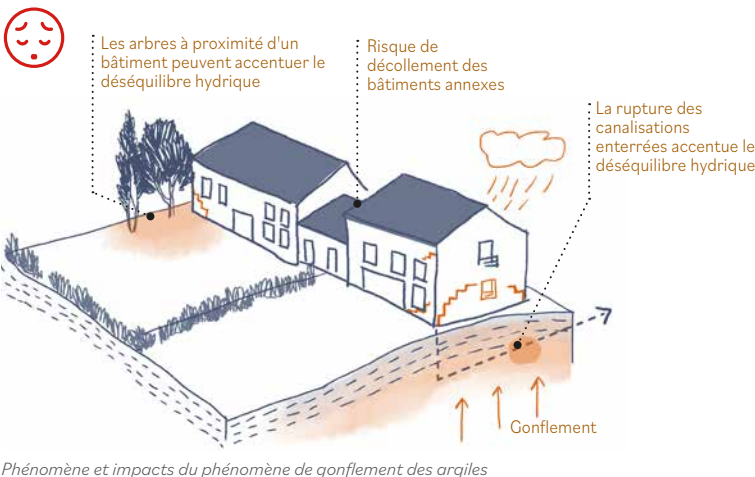 Les arbres à proximité d'un
bâtiment peuvent accentuer le
déséquilibre hydrique
Risque de
décollement des
bâtiments annexes
La rupture des
canalisations
enterrées accentue le
déséquilibre hydrique
Gonflement
Phénomène et impacts du phénomène de gonflement des argiles